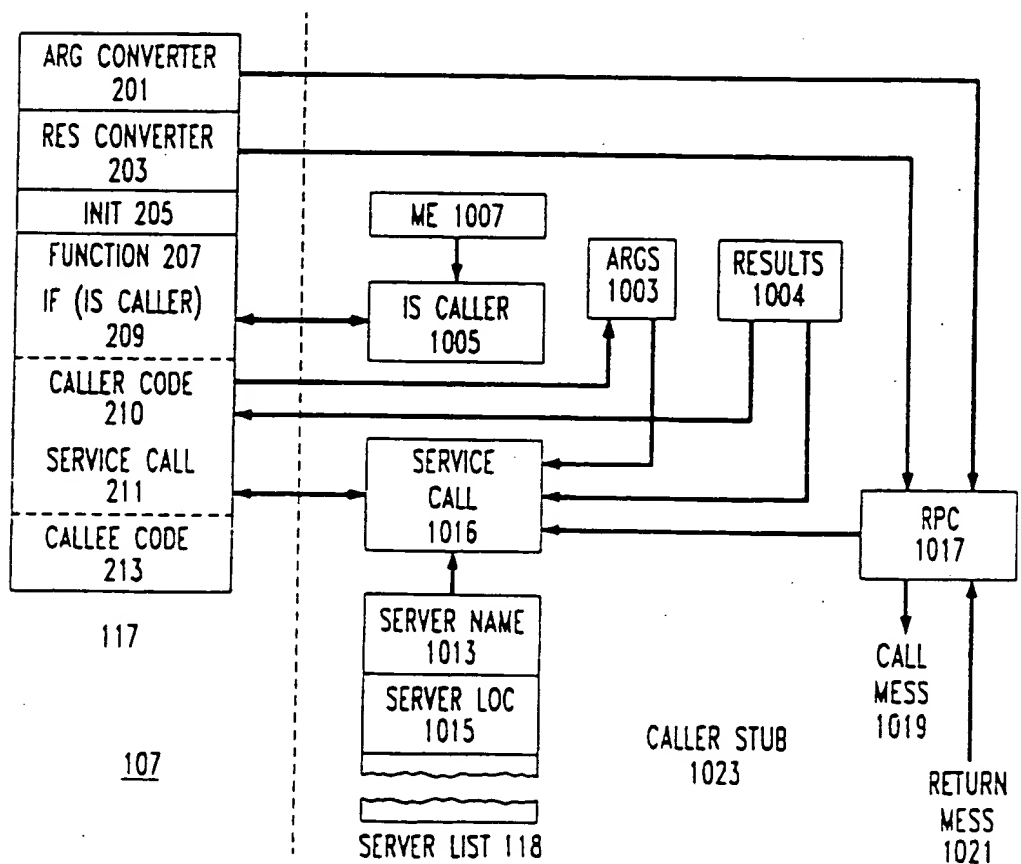 ARG CONVERTER
201
RES CONVERTER
203
INIT 205
FUNCTION 207
IF (IS CALLER)
209
CALLER CODE
210
SERVICE CALL
211
CALLEE CODE
213
117
107
ME 1007
IS CALLER
1005
ARGS
1003
RESULTS
1004
SERVICE
CALL
1016
SERVER NAME
1013
SERVER LOC
1015
SERVER LIST 118
RPC
1017
CALL
MESS
1019
CALLER STUB
1023
RETURN
MESS
1021